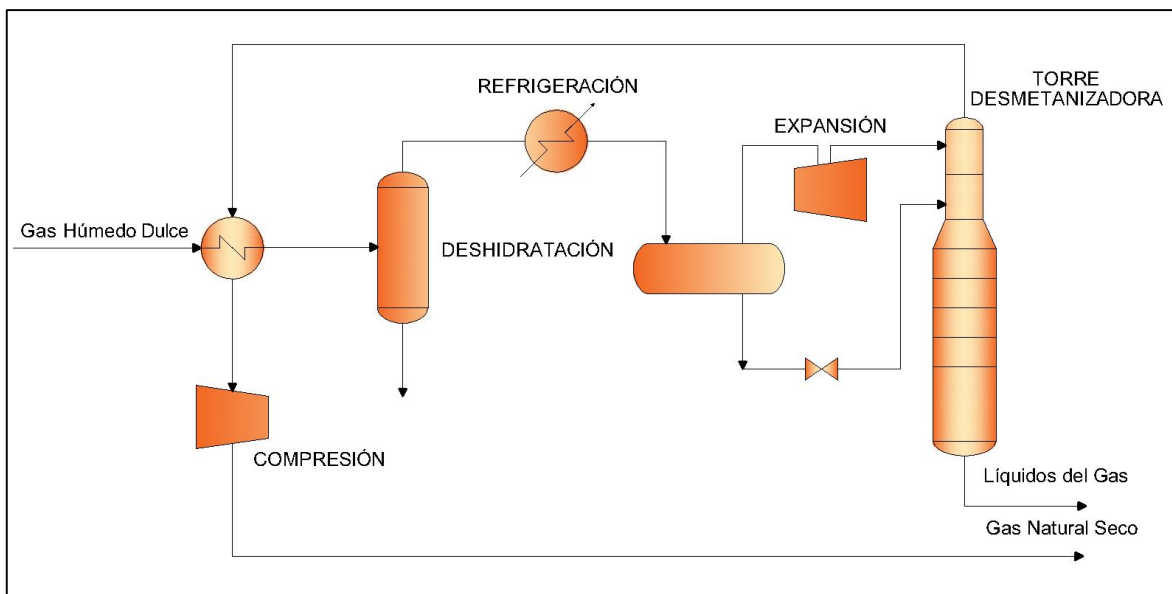 TORRE
DESMETANIZADORA
REFRIGERACIÓN
EXPANSIÓN
Gas Húmedo Dulce
DESHIDRATACIÓN
COMPRESIÓN
Líquidos del Gas
Gas Natural Seco